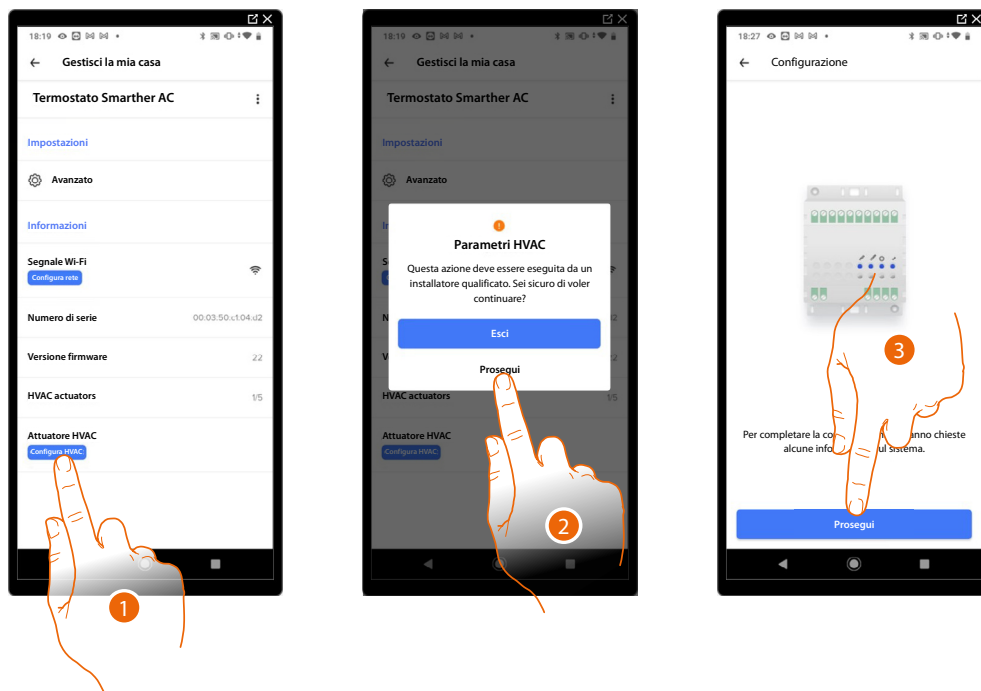 18:19
Gestisci la mia casa
Termostato Smarther AC
Impostazioni
Avanzato
Informazioni
Segnale Wi-Fi
Configura rete
Numero di serie
00:03:50:c1:04:d2
Versione firmware
22
HVAC actuators
1/5
Attuatore HVAC
Configura HVAC
1
18:19
Gestisci la mia casa
Termostato Smarther AC
Impostazioni
Avanzato
Parametri HVAC
Questa azione deve essere eseguita da un
installatore qualificato. Sei sicuro di voler
continuare?
Esci
Prosegui
HVAC actuators
1/5
Attuatore HVAC
Configura HVAC
2
18:27
Configurazione
3
Per completare la
chieste
alcune
sistema.
Prosegui